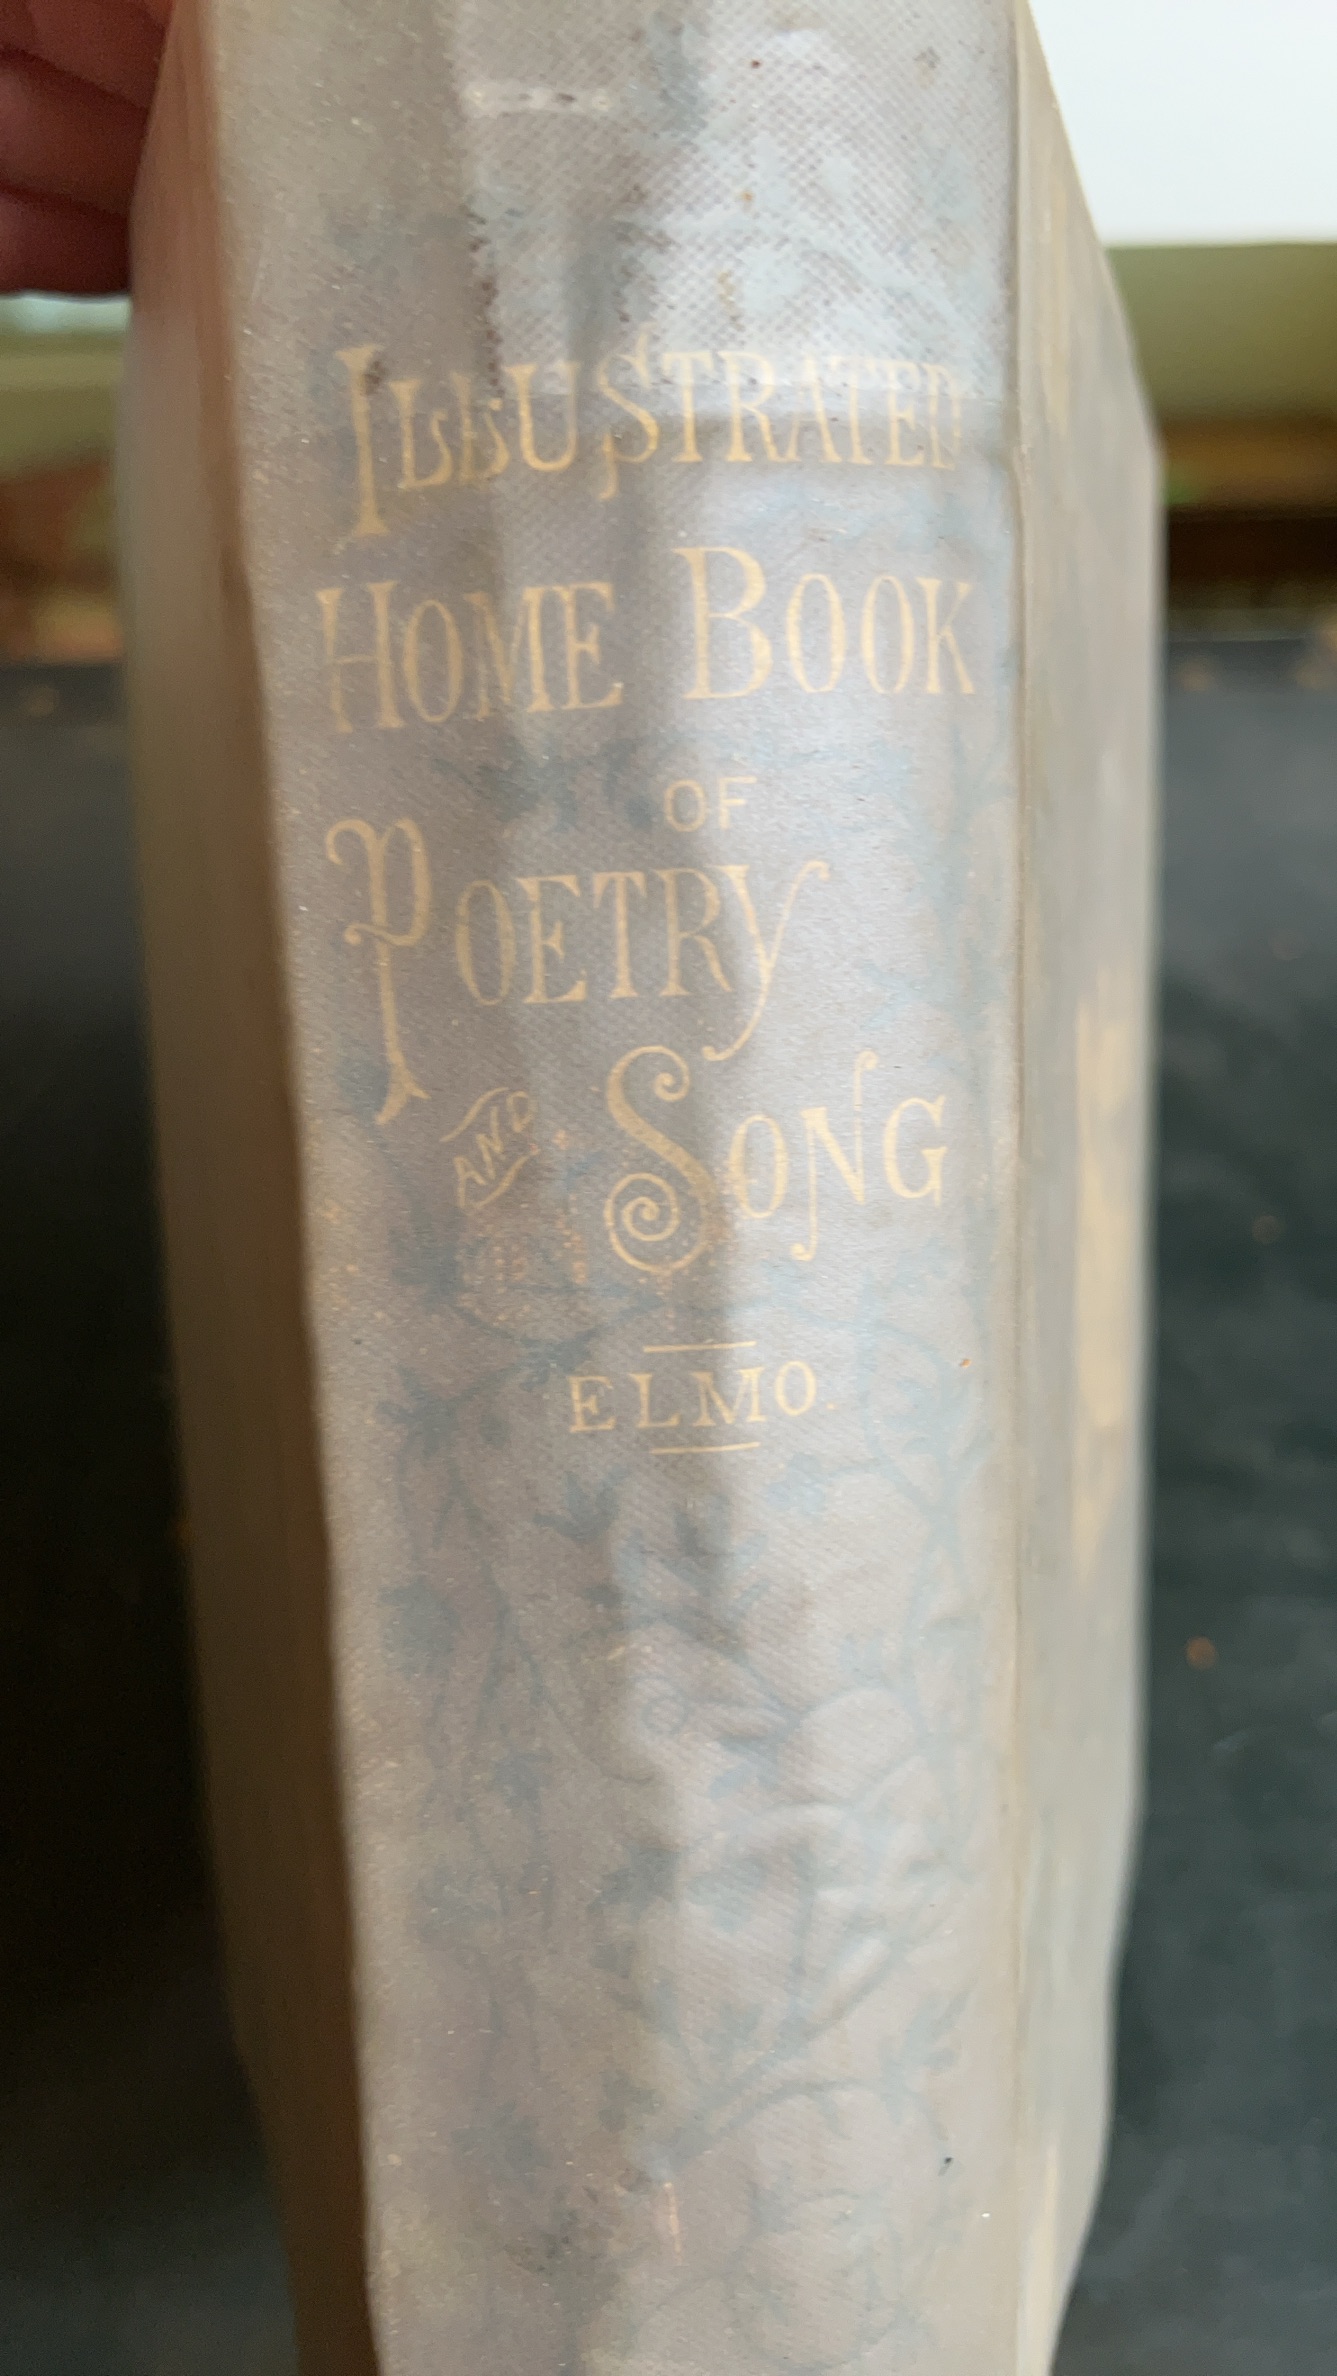 ILLUSTRATED
HOME BOOK
OF
POETRY
AND SONG
ELMO.